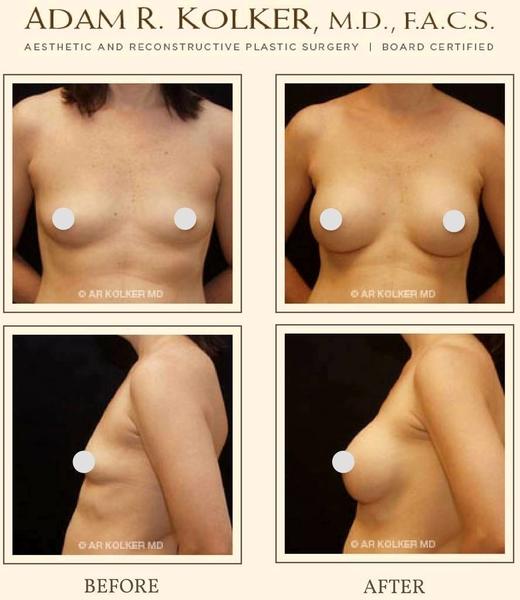 ADAM R. KOLKER, M.D., F.A.C.S.
AESTHETIC AND RECONSTRUCTIVE PLASTIC SURGERY | BOARD CERTIFIED
© AR KOLKER MD
© AR KOLKER MD
© AR KOLKER MD
© AR KOLKER MD
BEFORE
AFTER